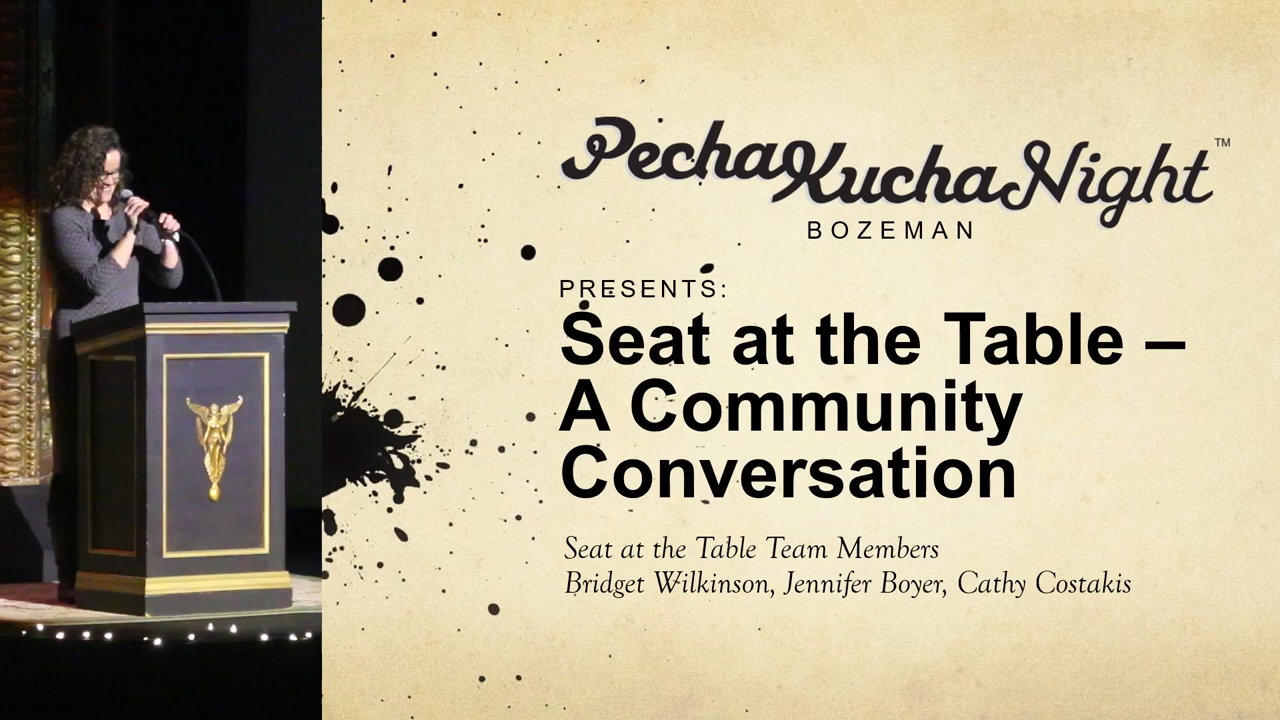 PechaKuchaNight™
BOZEMAN
PRESENTS:
Seat at the Table –
A Community
Conversation
Seat at the Table Team Members
Bridget Wilkinson, Jennifer Boyer, Cathy Costakis